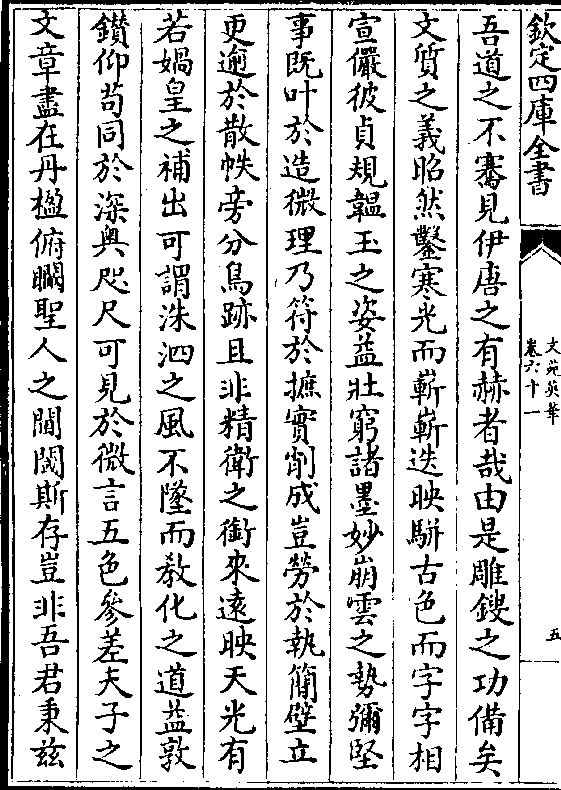 欽定四庫全書
文苑英華
卷六十一
五
吾道之不騫見伊唐之有赫者哉由是雕鎪之功備矣
文質之義昭然鑿寒光而嶄嶄迭映駢古色而字字相
宣儼彼貞規韞玉之姿益壯窮諸墨妙崩雲之勢彌堅
事既叶於造微理乃符於摭實削成豈勞於執簡壁立
更逾於散帙旁分鳥跡且非精衛之銜來遠映天光有
若媧皇之補出可謂洙泗之風不墜而教化之道益敦
鑚仰苟同於深奥咫尺可見於微言五色參差夫子之
文章盡在丹楹俯瞰聖人之閫閾斯存豈非吾君秉兹